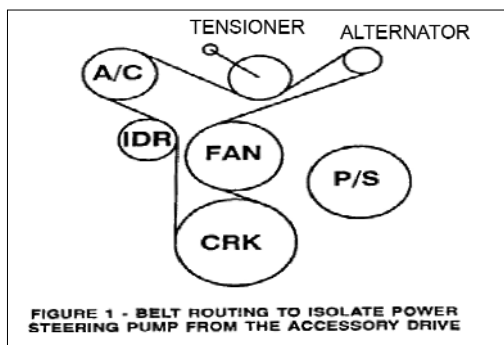 TENSIONER
ALTERNATOR
A/C
IDR
FAN
P/S
CRK
FIGURE 1 - BELT ROUTING TO ISOLATE POWER
STEERING PUMP FROM THE ACCESSORY DRIVE